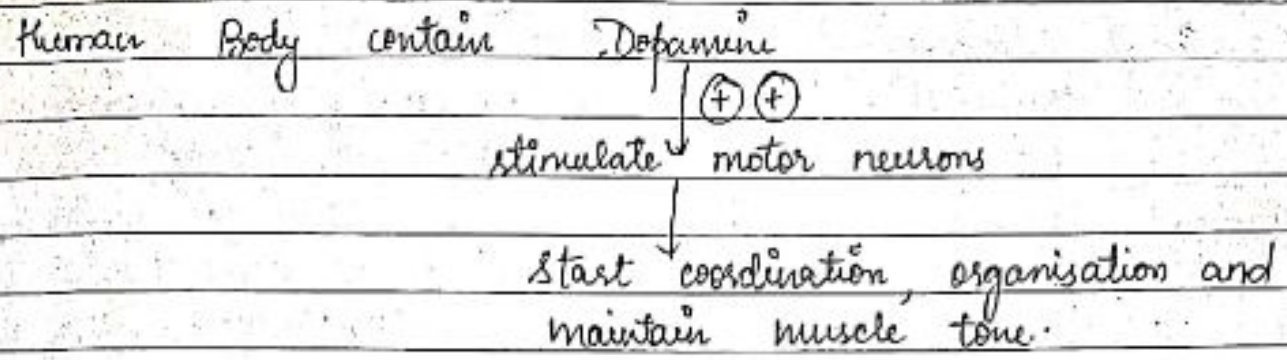 Human Body contain Dopamine
↓ ⊕ ⊕
stimulate motor neurons
↓
start coordination, organisation and
maintain muscle tone.